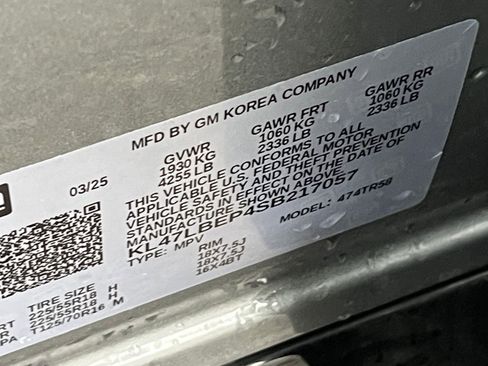 MFD BY GM KOREA COMPANY
03/25
GVWR GAWR FRT GAWR RR
1930 KG 1060 KG 1060 KG
4255 LB 2336 LB 2336 LB
THIS VEHICLE CONFORMS TO ALL
APPLICABLE U.S. FEDERAL MOTOR
VEHICLE SAFETY AND THEFT PREVENTION
STANDARDS IN EFFECT ON THE DATE OF
MANUFACTURE SHOWN ABOVE.
KL47LBEP4SB217057
TYPE: MPV MODEL: 474TR58
TIRE SIZE RIM
225/55R18 H 18X7.5J
225/55R18 H 18X7.5J
T125/70R16 M 16X4BT